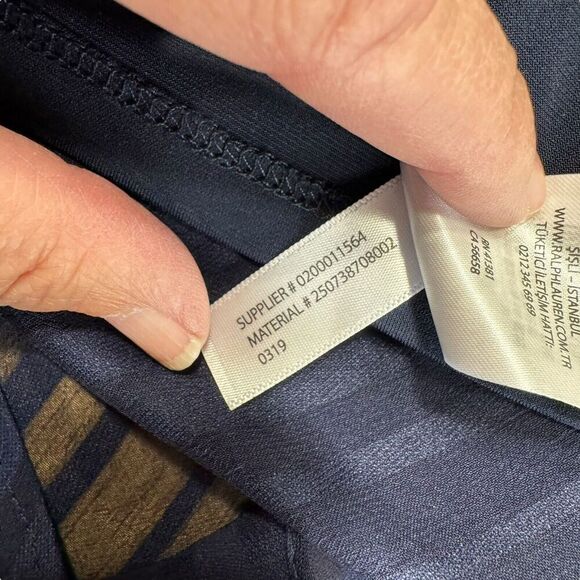 SUPPLIER # 0200011564
MATERIAL # 250738708002
0319
RN 41381
CA 56658
ŞİŞLİ - İSTANBUL
WWW.RALPHLAUREN.COM.TR
TÜKETİCİ İLETİŞİM HATTI:
0212 345 69 69